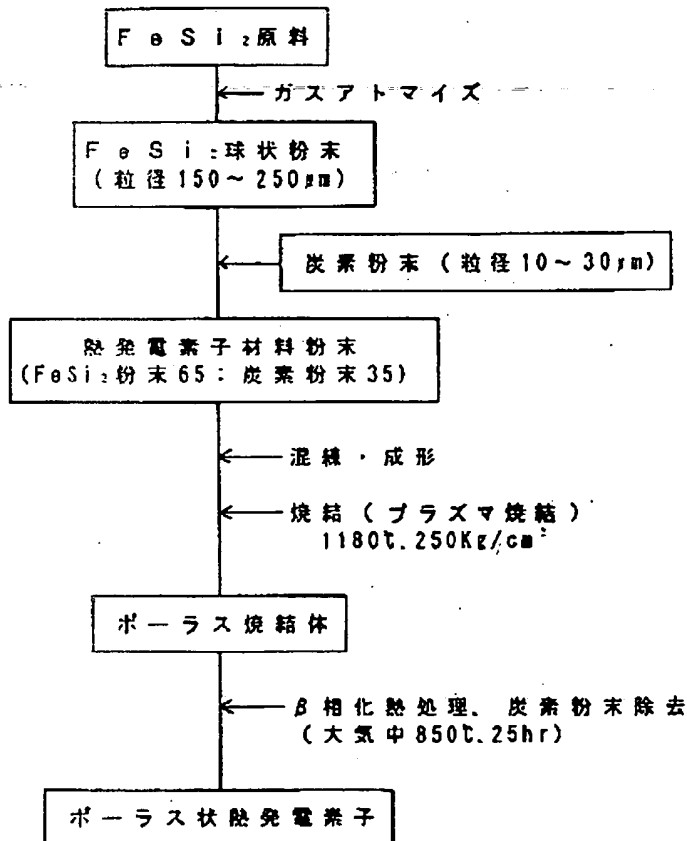 FeSi₂原料
ガスアトマイズ
FeSi₂球状粉末
(粒径150~250μm)
炭素粉末(粒径10~30μm)
熱発電素子材料粉末
(FeSi₂粉末65:炭素粉末35)
混練・成形
焼結(プラズマ焼結)
1180℃.250Kg/cm²
ポーラス焼結体
β相化熱処理、炭素粉末除去
(大気中850℃.25hr)
ポーラス状熱発電素子